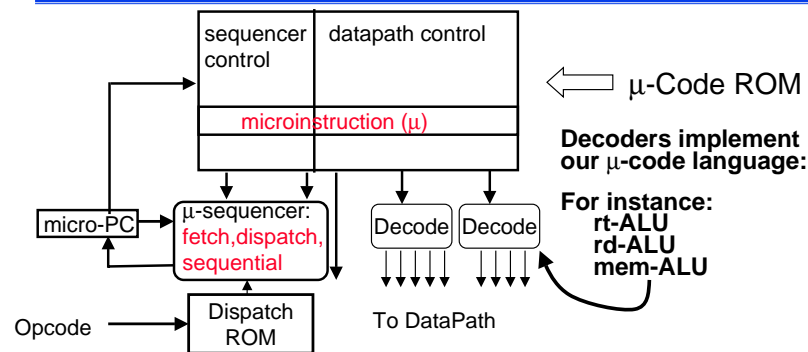 sequencer control
datapath control
µ-Code ROM
microinstruction (µ)
Decoders implement
our µ-code language:
For instance:
rt-ALU
rd-ALU
mem-ALU
micro-PC
µ-sequencer:
fetch,dispatch,
sequential
Decode
Decode
Dispatch
ROM
Opcode
To DataPath